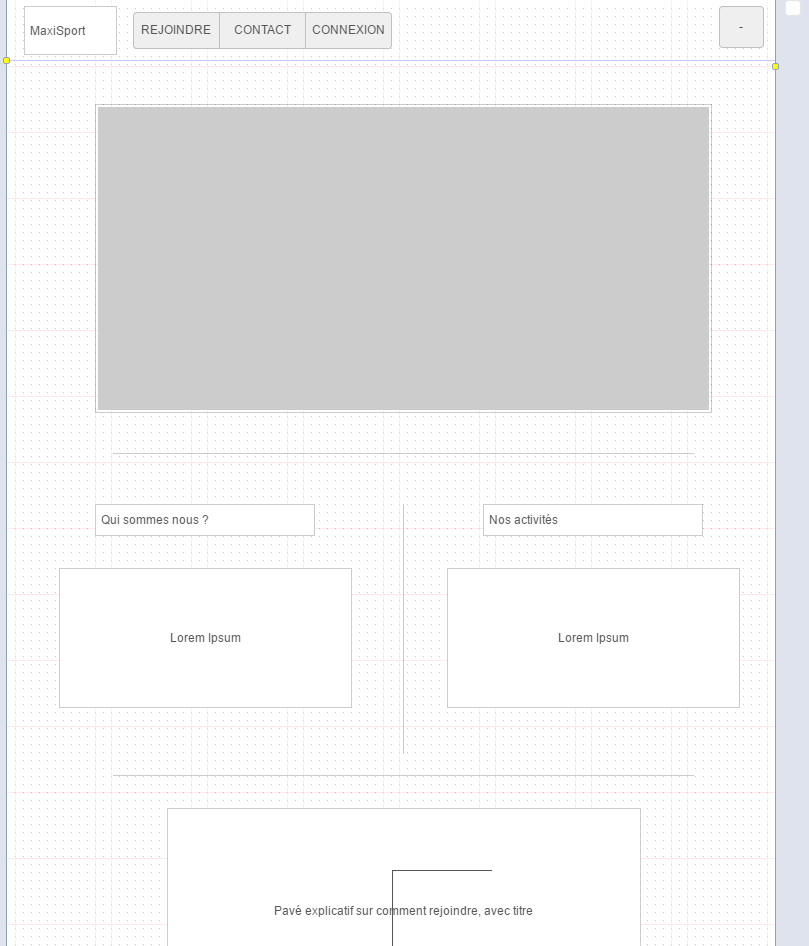 MaxiSport
REJOINDRE CONTACT CONNEXION
-
Qui sommes nous ?
Nos activités
Lorem Ipsum
Lorem Ipsum
Pavé explicatif sur comment rejoindre, avec titre